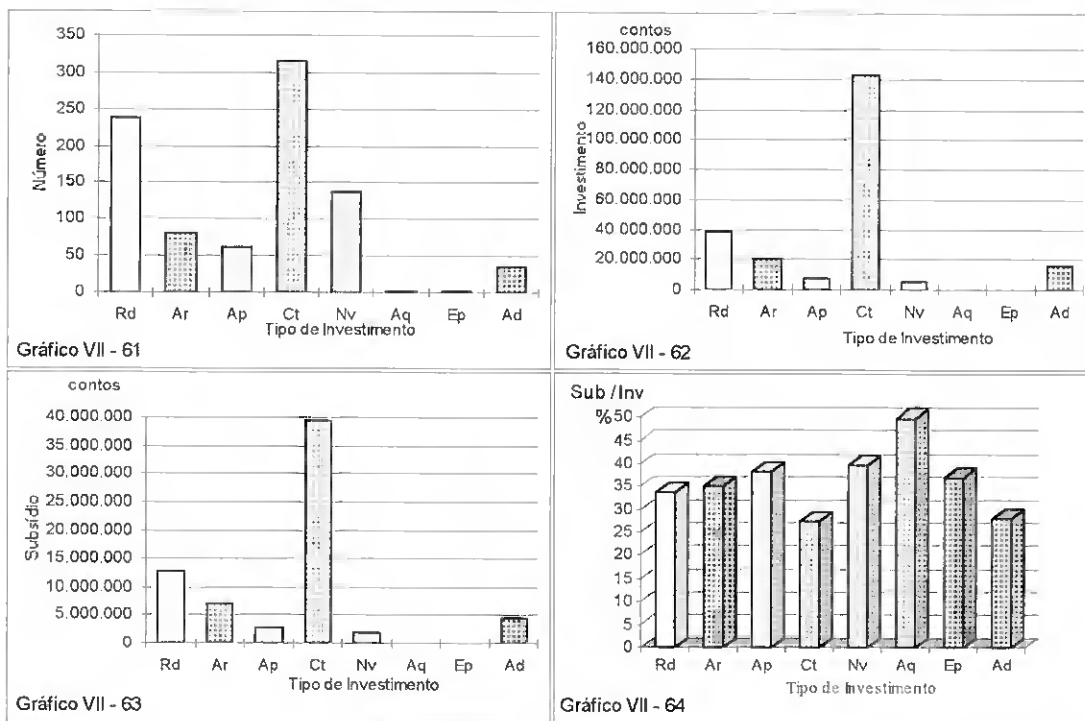 350
300
250
200
150
100
50
0
Número
Rd Ar Ap Ct Nv Aq Ep Ad
Tipo de Investimento
Gráfico VII - 61
contos
160.000.000
140.000.000
120.000.000
100.000.000
80.000.000
60.000.000
40.000.000
20.000.000
0
Investimento
Rd Ar Ap Ct Nv Aq Ep Ad
Tipo de Investimento
Gráfico VII - 62
contos
40.000.000
35.000.000
30.000.000
25.000.000
20.000.000
15.000.000
10.000.000
5.000.000
0
Subsídio
Rd Ar Ap Ct Nv Aq Ep Ad
Tipo de Investimento
Gráfico VII - 63
Sub /Inv
%50
45
40
35
30
25
20
15
10
5
0
Rd Ar Ap Ct Nv Aq Ep Ad
Tipo de Investimento
Gráfico VII - 64